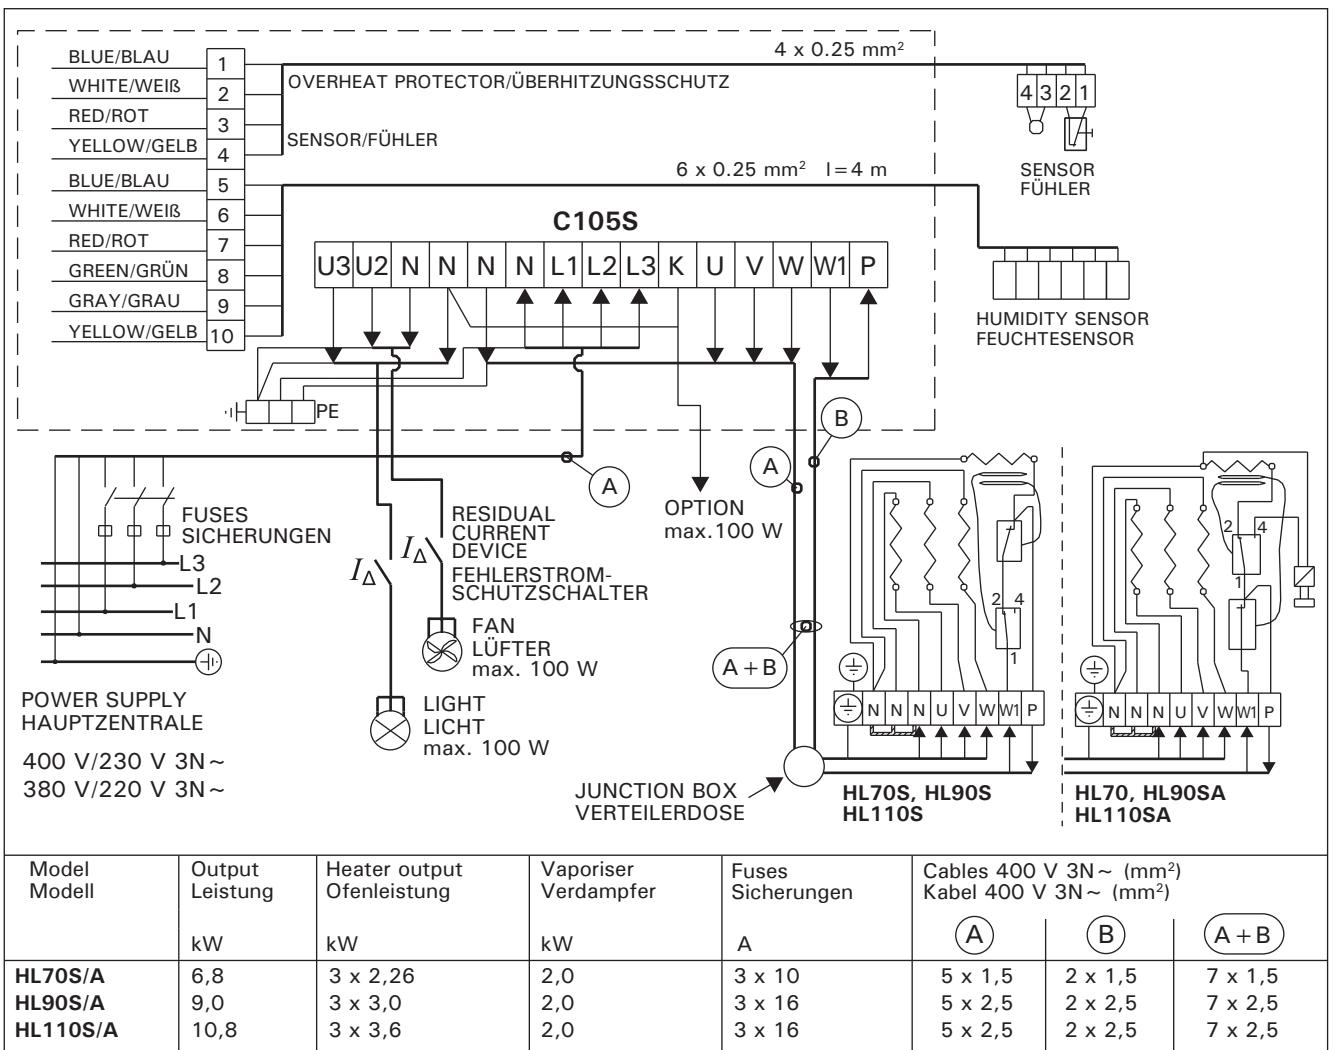 4 x 0.25 mm²
BLUE/BLAU 1
WHITE/WEIß 2
RED/ROT 3
YELLOW/GELB 4
BLUE/BLAU 5
WHITE/WEIß 6
RED/ROT 7
GREEN/GRÜN 8
GRAY/GRAU 9
YELLOW/GELB 10
OVERHEAT PROTECTOR/ÜBERHITZUNGSSCHUTZ
SENSOR/FÜHLER
4 3 2 1
SENSOR
FÜHLER
6 x 0.25 mm² l=4 m
C105S
U3 U2 N N N N L1 L2 L3 K U V W W1 P
HUMIDITY SENSOR
FEUCHTESENSOR
PE
B
A
A
OPTION
max.100 W
FUSES
SICHERUNGEN
RESIDUAL
CURRENT
DEVICE
FEHLERSTROM-
SCHUTZSCHALTER
I∆
I∆
L3
L2
L1
N
FAN
LÜFTER
max. 100 W
LIGHT
LICHT
max. 100 W
POWER SUPPLY
HAUPTZENTRALE
400 V/230 V 3N~
380 V/220 V 3N~
A+B
JUNCTION BOX
VERTEILERDOSE
2 4
1
N N N U V W W1 P
HL70S, HL90S
HL110S
2 4
1
N N N U V W W1 P
HL70, HL90SA
HL110SA
Model Output Heater output Vaporiser Fuses Cables 400 V 3N~ (mm²)
Modell Leistung Ofenleistung Verdampfer Sicherungen Kabel 400 V 3N~ (mm²)
kW kW kW A A B A+B
HL70S/A 6,8 3 x 2,26 2,0 3 x 10 5 x 1,5 2 x 1,5 7 x 1,5
HL90S/A 9,0 3 x 3,0 2,0 3 x 16 5 x 2,5 2 x 2,5 7 x 2,5
HL110S/A 10,8 3 x 3,6 2,0 3 x 16 5 x 2,5 2 x 2,5 7 x 2,5